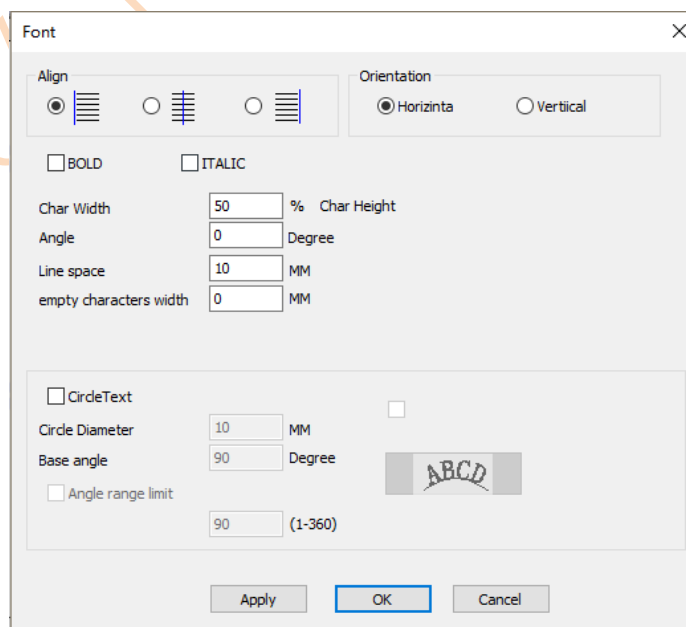 Font
Align
Orientation
Horizinta
Vertiical
BOLD
ITALIC
Char Width
50
% Char Height
Angle
0
Degree
Line space
10
MM
empty characters width
0
MM
CircleText
Circle Diameter
10
MM
Base angle
90
Degree
ABCD
Angle range limit
90
(1-360)
Apply
OK
Cancel